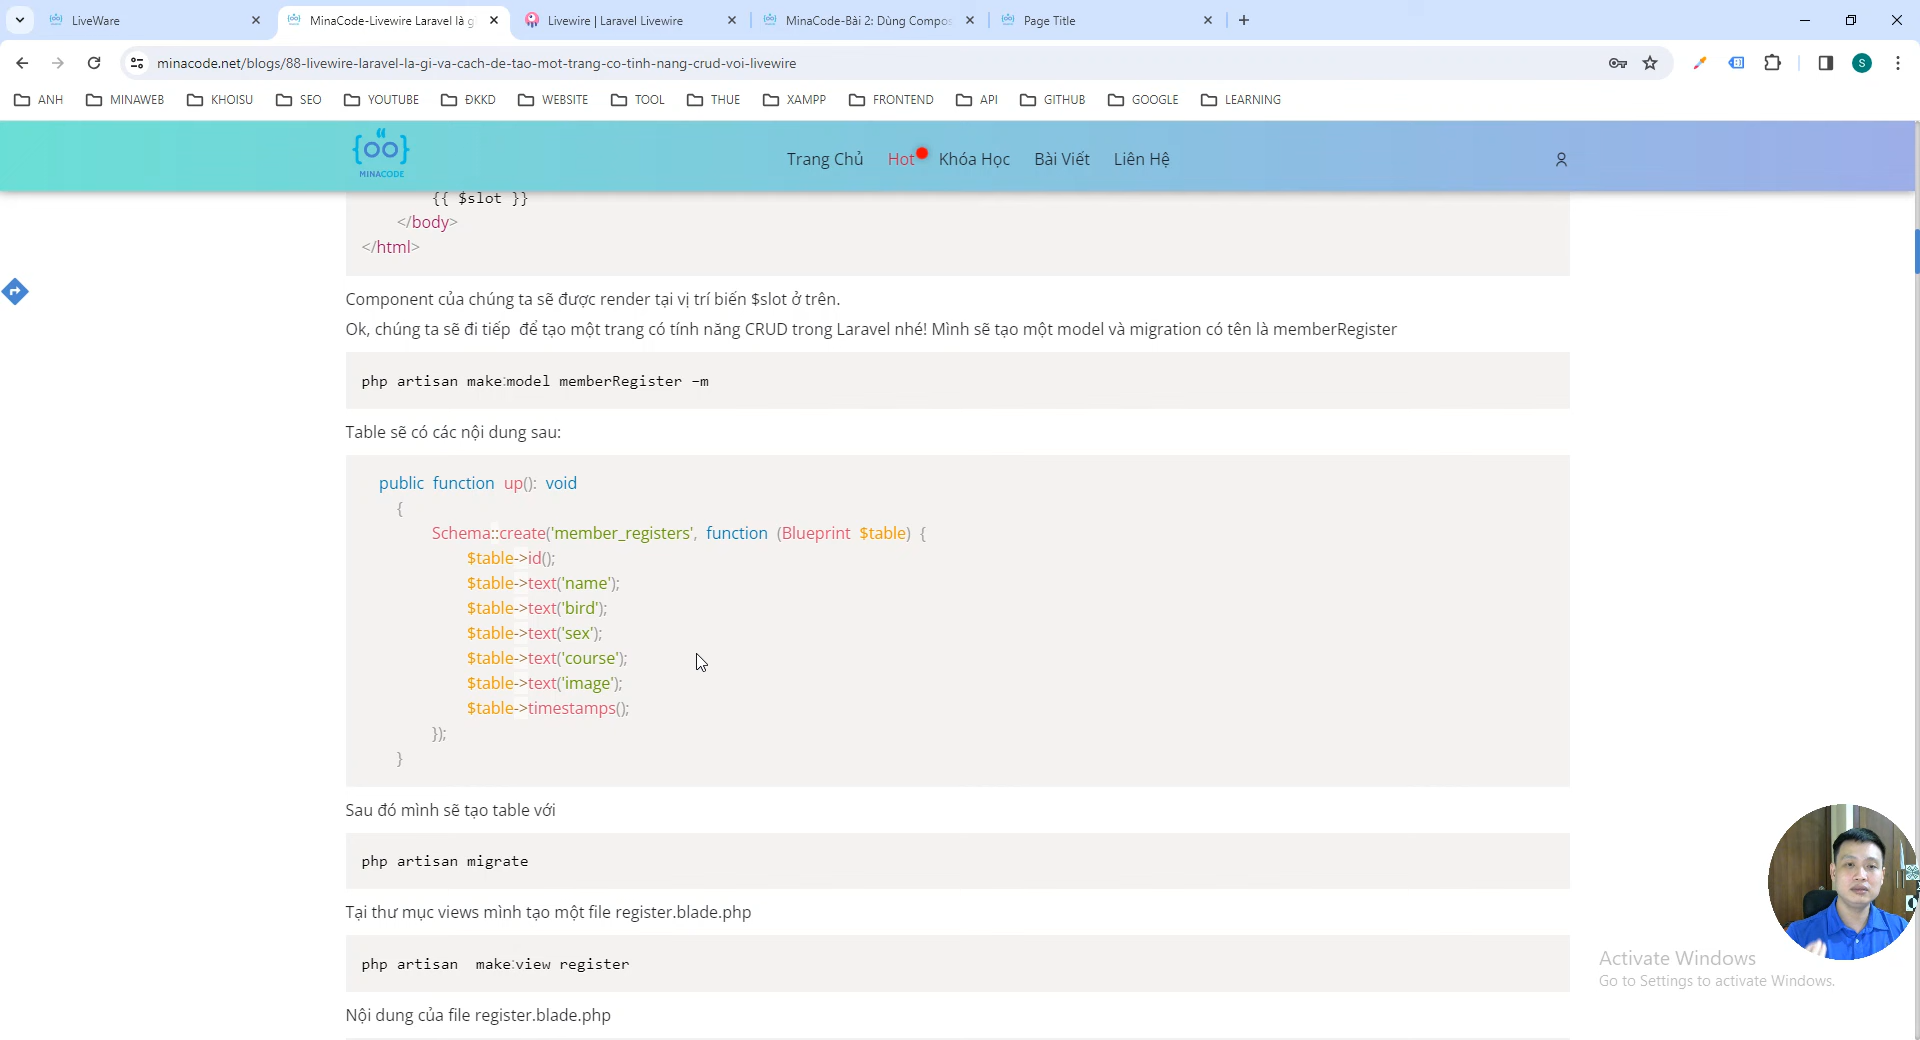 LiveWare
MinaCode-Livewire Laravel là g
Livewire | Laravel Livewire
MinaCode-Bài 2: Dùng Compos
Page Title
minacode.net/blogs/88-livewire-laravel-la-gi-va-cach-de-tao-mot-trang-co-tinh-nang-crud-voi-livewire
S
ANH
MINAWEB
KHOISU
SEO
YOUTUBE
ĐKKD
WEBSITE
TOOL
THUE
XAMPP
FRONTEND
API
GITHUB
GOOGLE
LEARNING
MINACODE
Trang Chủ
Hot
Khóa Học
Bài Viết
Liên Hệ
{{ $slot }}
</body>
</html>
Component của chúng ta sẽ được render tại vị trí biến $slot ở trên.
Ok, chúng ta sẽ đi tiếp  để tạo một trang có tính năng CRUD trong Laravel nhé! Mình sẽ tạo một model và migration có tên là memberRegister
php artisan make:model memberRegister –m
Table sẽ có các nội dung sau:
public function up(): void
{
Schema::create('member_registers', function (Blueprint $table) {
$table->id();
$table->text('name');
$table->text('bird');
$table->text('sex');
$table->text('course');
$table->text('image');
$table->timestamps();
});
}
Sau đó mình sẽ tạo table với
php artisan migrate
Tại thư mục views mình tạo một file register.blade.php
php artisan  make:view register
Nội dung của file register.blade.php
Activate Windows
Go to Settings to activate Windows.